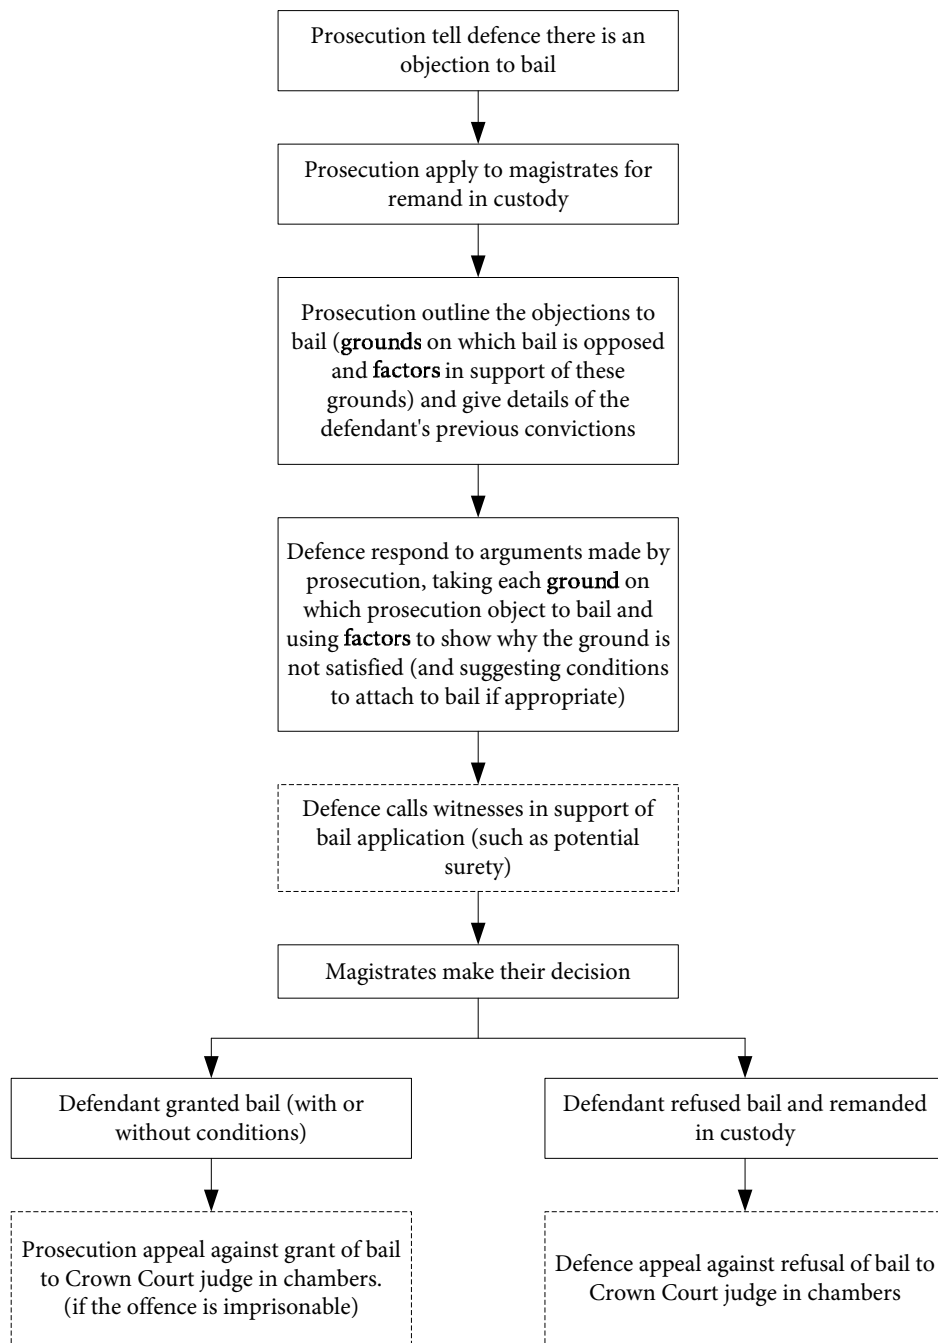 Prosecution tell defence there is an
objection to bail
Prosecution apply to magistrates for
remand in custody
Prosecution outline the objections to
bail (grounds on which bail is opposed
and factors in support of these
grounds) and give details of the
defendant's previous convictions
Defence respond to arguments made by
prosecution, taking each ground on
which prosecution object to bail and
using factors to show why the ground is
not satisfied (and suggesting conditions
to attach to bail if appropriate)
Defence calls witnesses in support of
bail application (such as potential
surety)
Magistrates make their decision
Defendant granted bail (with or
without conditions)
Defendant refused bail and remanded
in custody
Prosecution appeal against grant of bail
to Crown Court judge in chambers.
(if the offence is imprisonable)
Defence appeal against refusal of bail to
Crown Court judge in chambers